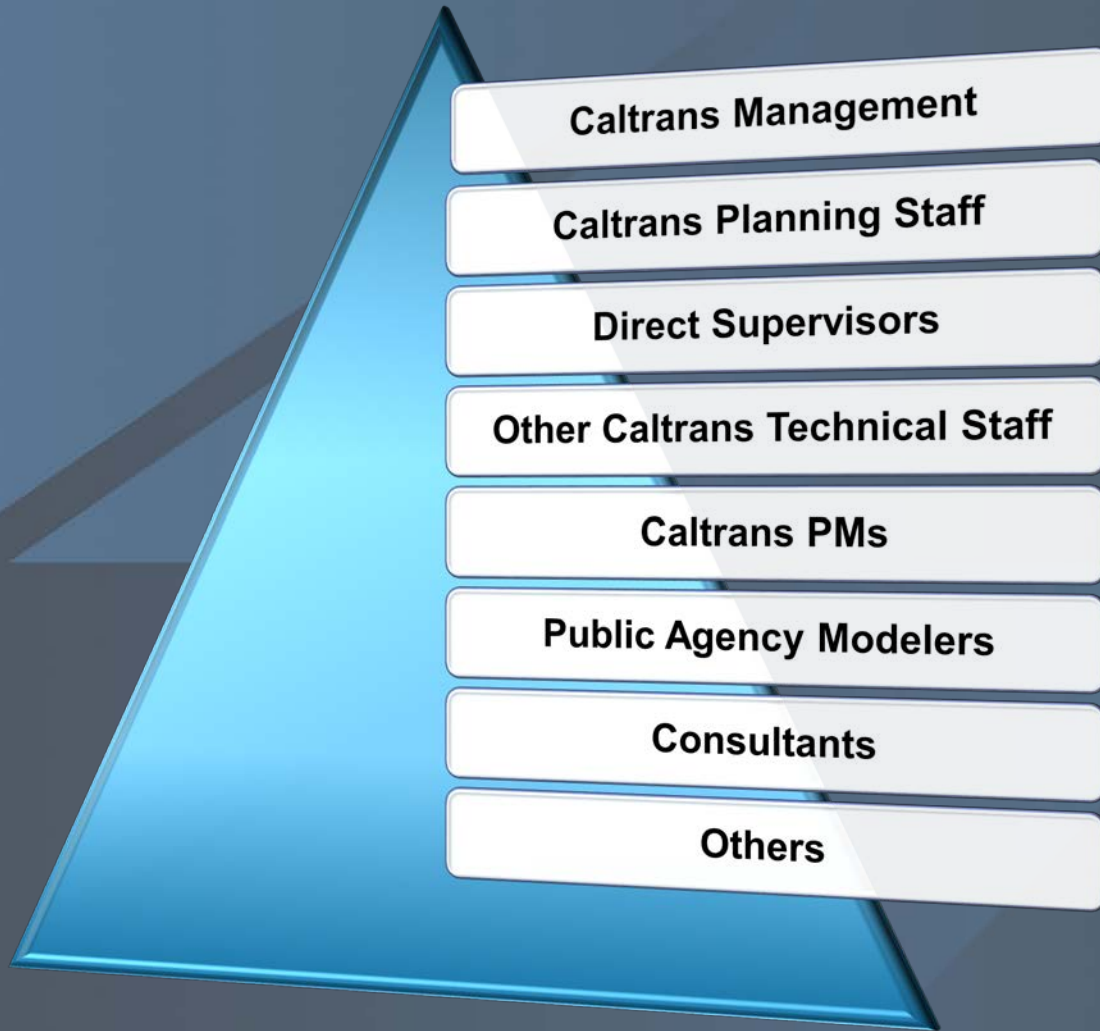 Caltrans Management
Caltrans Planning Staff
Direct Supervisors
Other Caltrans Technical Staff
Caltrans PMs
Public Agency Modelers
Consultants
Others